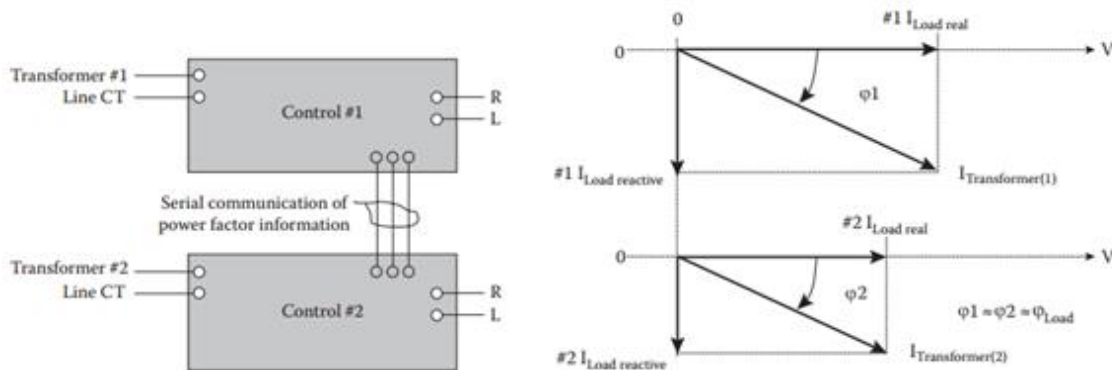 Transformer #1
Line CT
Control #1
R
L
Serial communication of
power factor information
Transformer #2
Line CT
Control #2
R
L
0
#1 I Load real
0
V
φ1
#1 I Load reactive
I Transformer(1)
#2 I Load real
0
V
φ2
φ1 ≈ φ2 ≈ φLoad
#2 I Load reactive
I Transformer(2)